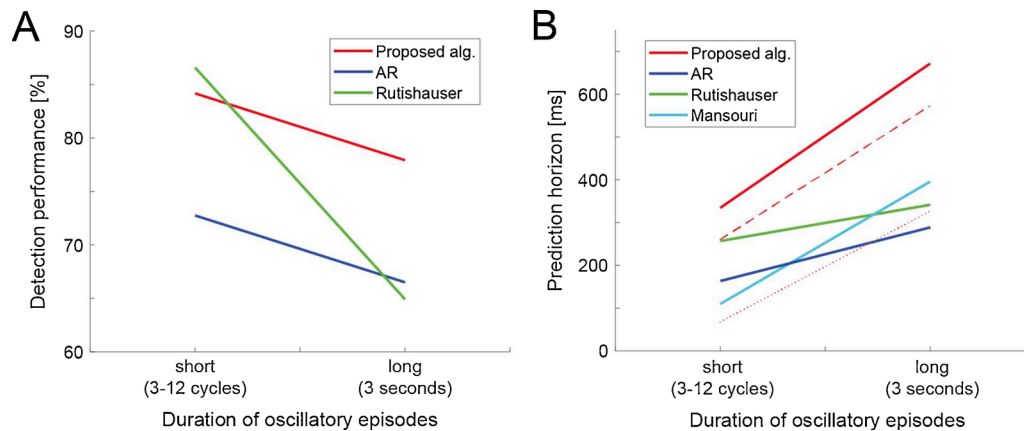 A
Detection performance [%]
90
80
70
60
Proposed alg.
AR
Rutishauser
short
(3-12 cycles)
long
(3 seconds)
Duration of oscillatory episodes
B
Prediction horizon [ms]
600
400
200
0
Proposed alg.
AR
Rutishauser
Mansouri
short
(3-12 cycles)
long
(3 seconds)
Duration of oscillatory episodes